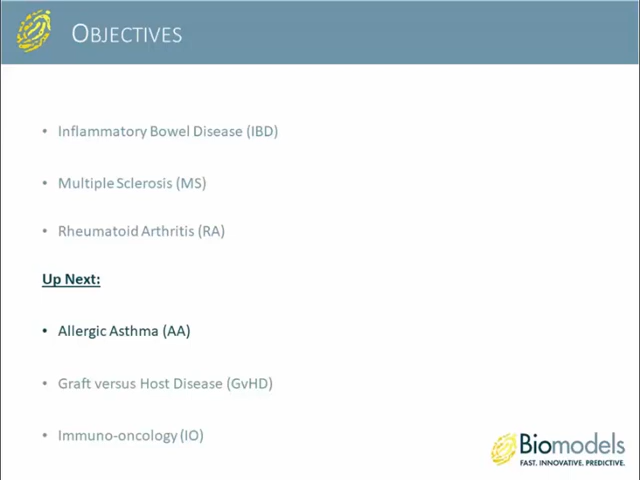 OBJECTIVES
• Inflammatory Bowel Disease (IBD)
• Multiple Sclerosis (MS)
• Rheumatoid Arthritis (RA)
Up Next:
• Allergic Asthma (AA)
• Graft versus Host Disease (GvHD)
• Immuno-oncology (IO)
Biomodels
FAST. INNOVATIVE. PREDICTIVE.